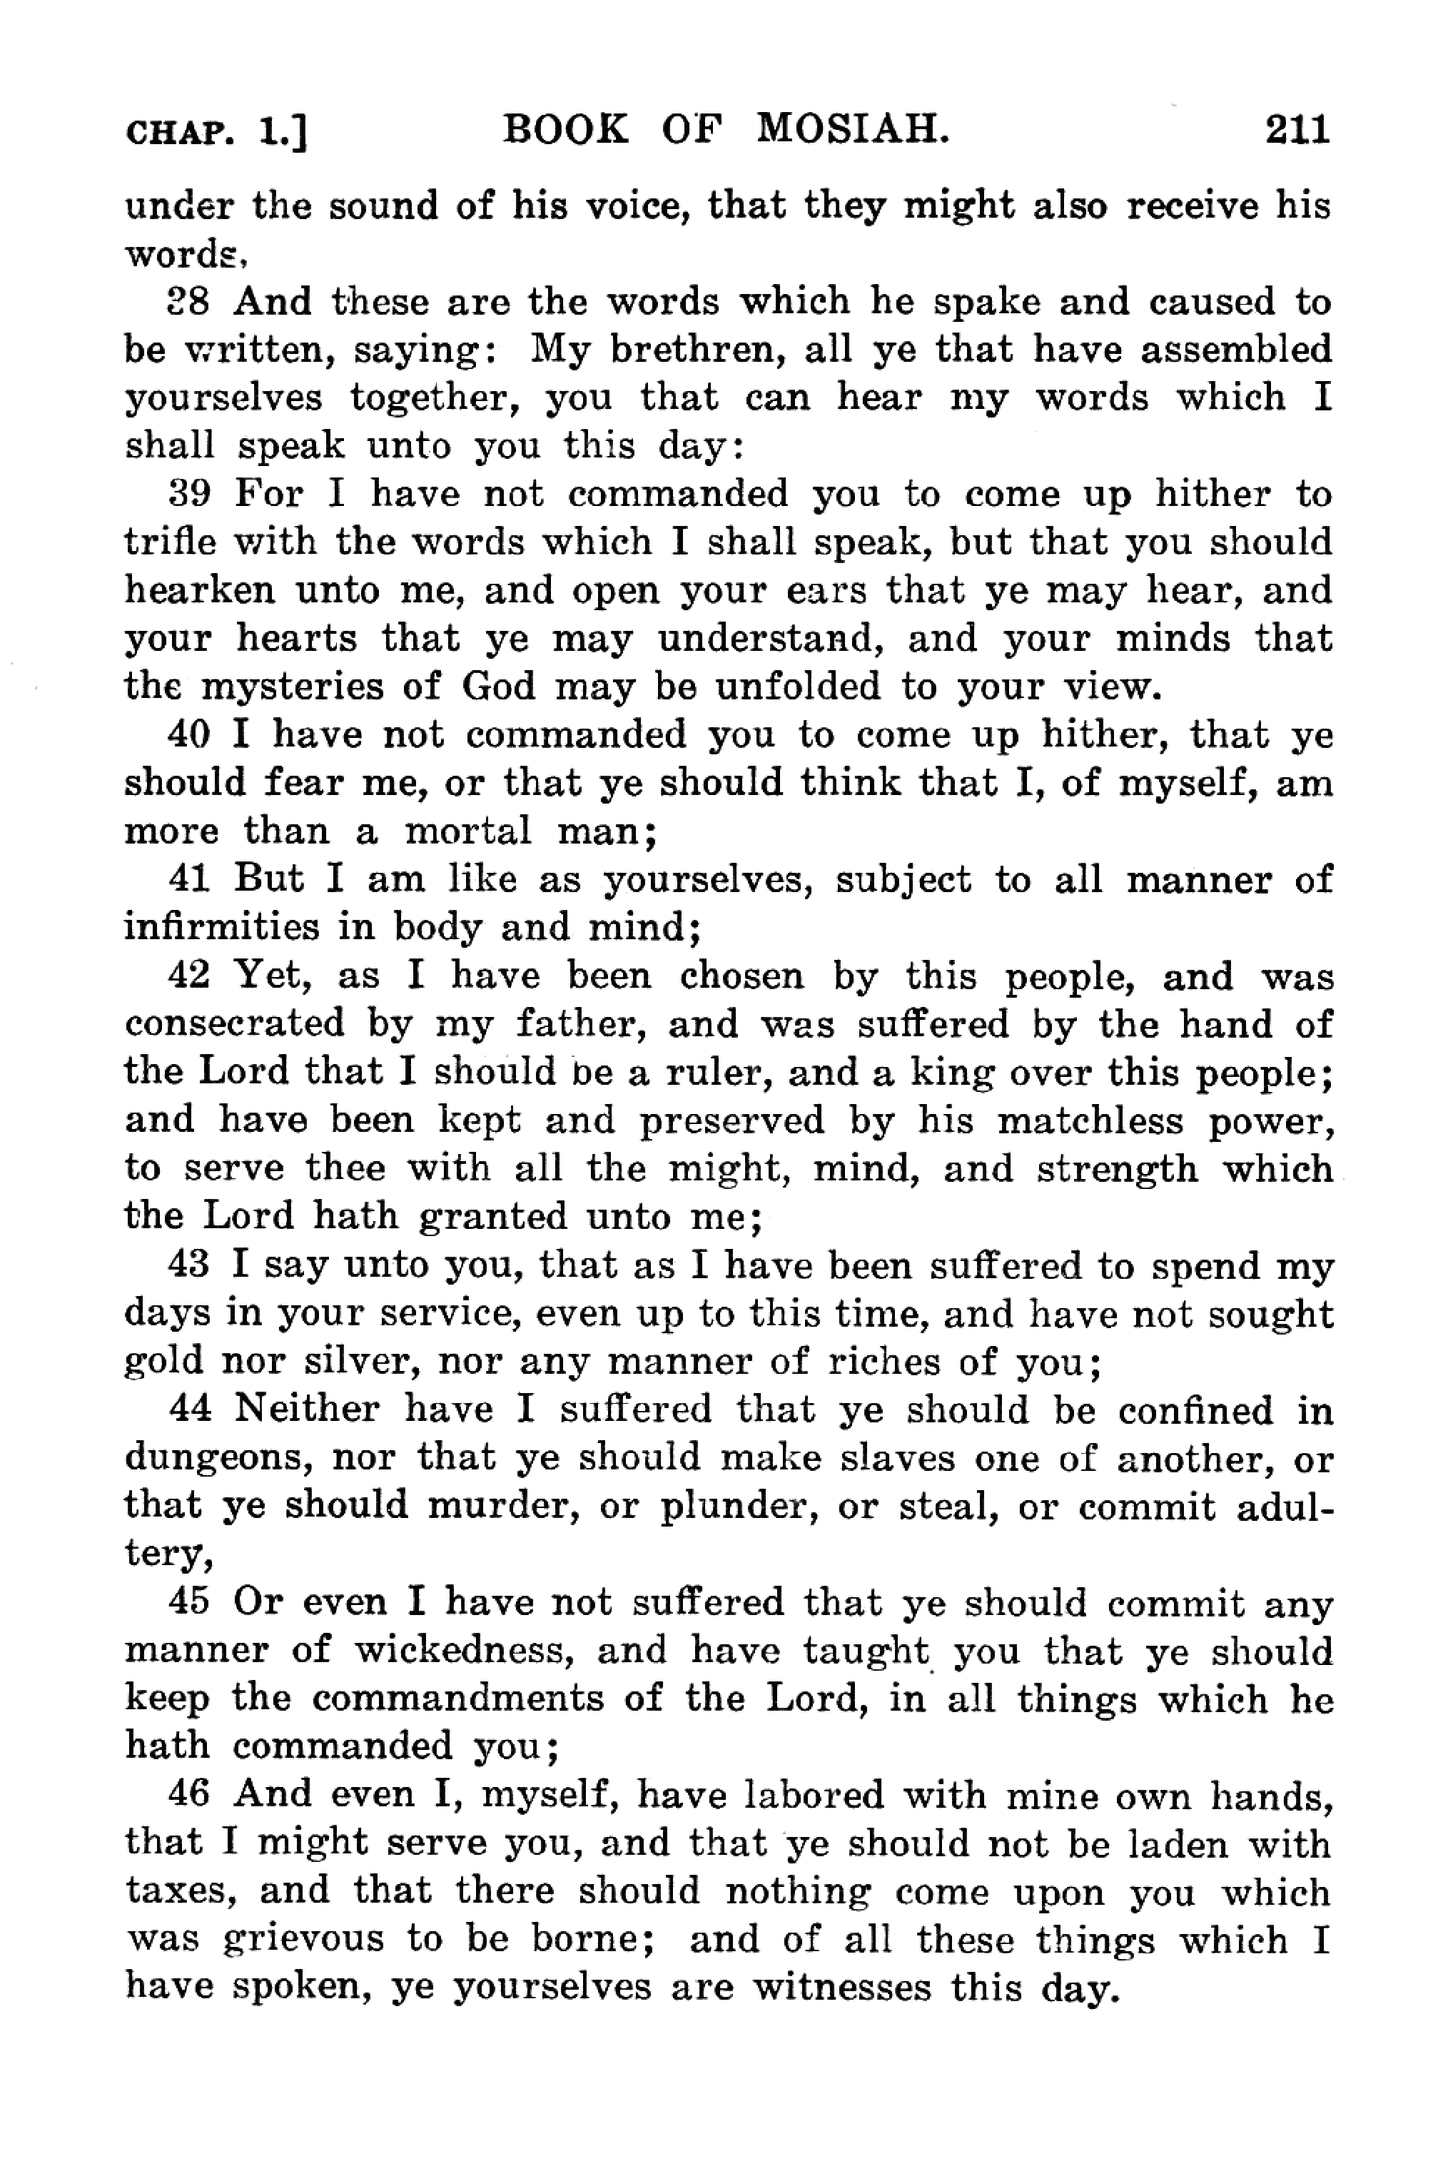 CHAP. 1.] BOOK OF MOSIAH. 211
under the sound of his voice, that they might also receive his
words.
38 And these are the words which he spake and caused to
be written, saying: My brethren, all ye that have assembled
yourselves together, you that can hear my words which I
shall speak unto you this day:
39 For I have not commanded you to come up hither to
trifle with the words which I shall speak, but that you should
hearken unto me, and open your ears that ye may hear, and
your hearts that ye may understand, and your minds that
the mysteries of God may be unfolded to your view.
40 I have not commanded you to come up hither, that ye
should fear me, or that ye should think that I, of myself, am
more than a mortal man;
41 But I am like as yourselves, subject to all manner of
infirmities in body and mind;
42 Yet, as I have been chosen by this people, and was
consecrated by my father, and was suffered by the hand of
the Lord that I should be a ruler, and a king over this people;
and have been kept and preserved by his matchless power,
to serve thee with all the might, mind, and strength which
the Lord hath granted unto me;
43 I say unto you, that as I have been suffered to spend my
days in your service, even up to this time, and have not sought
gold nor silver, nor any manner of riches of you;
44 Neither have I suffered that ye should be confined in
dungeons, nor that ye should make slaves one of another, or
that ye should murder, or plunder, or steal, or commit adul-
tery,
45 Or even I have not suffered that ye should commit any
manner of wickedness, and have taught you that ye should
keep the commandments of the Lord, in all things which he
hath commanded you;
46 And even I, myself, have labored with mine own hands,
that I might serve you, and that ye should not be laden with
taxes, and that there should nothing come upon you which
was grievous to be borne; and of all these things which I
have spoken, ye yourselves are witnesses this day.